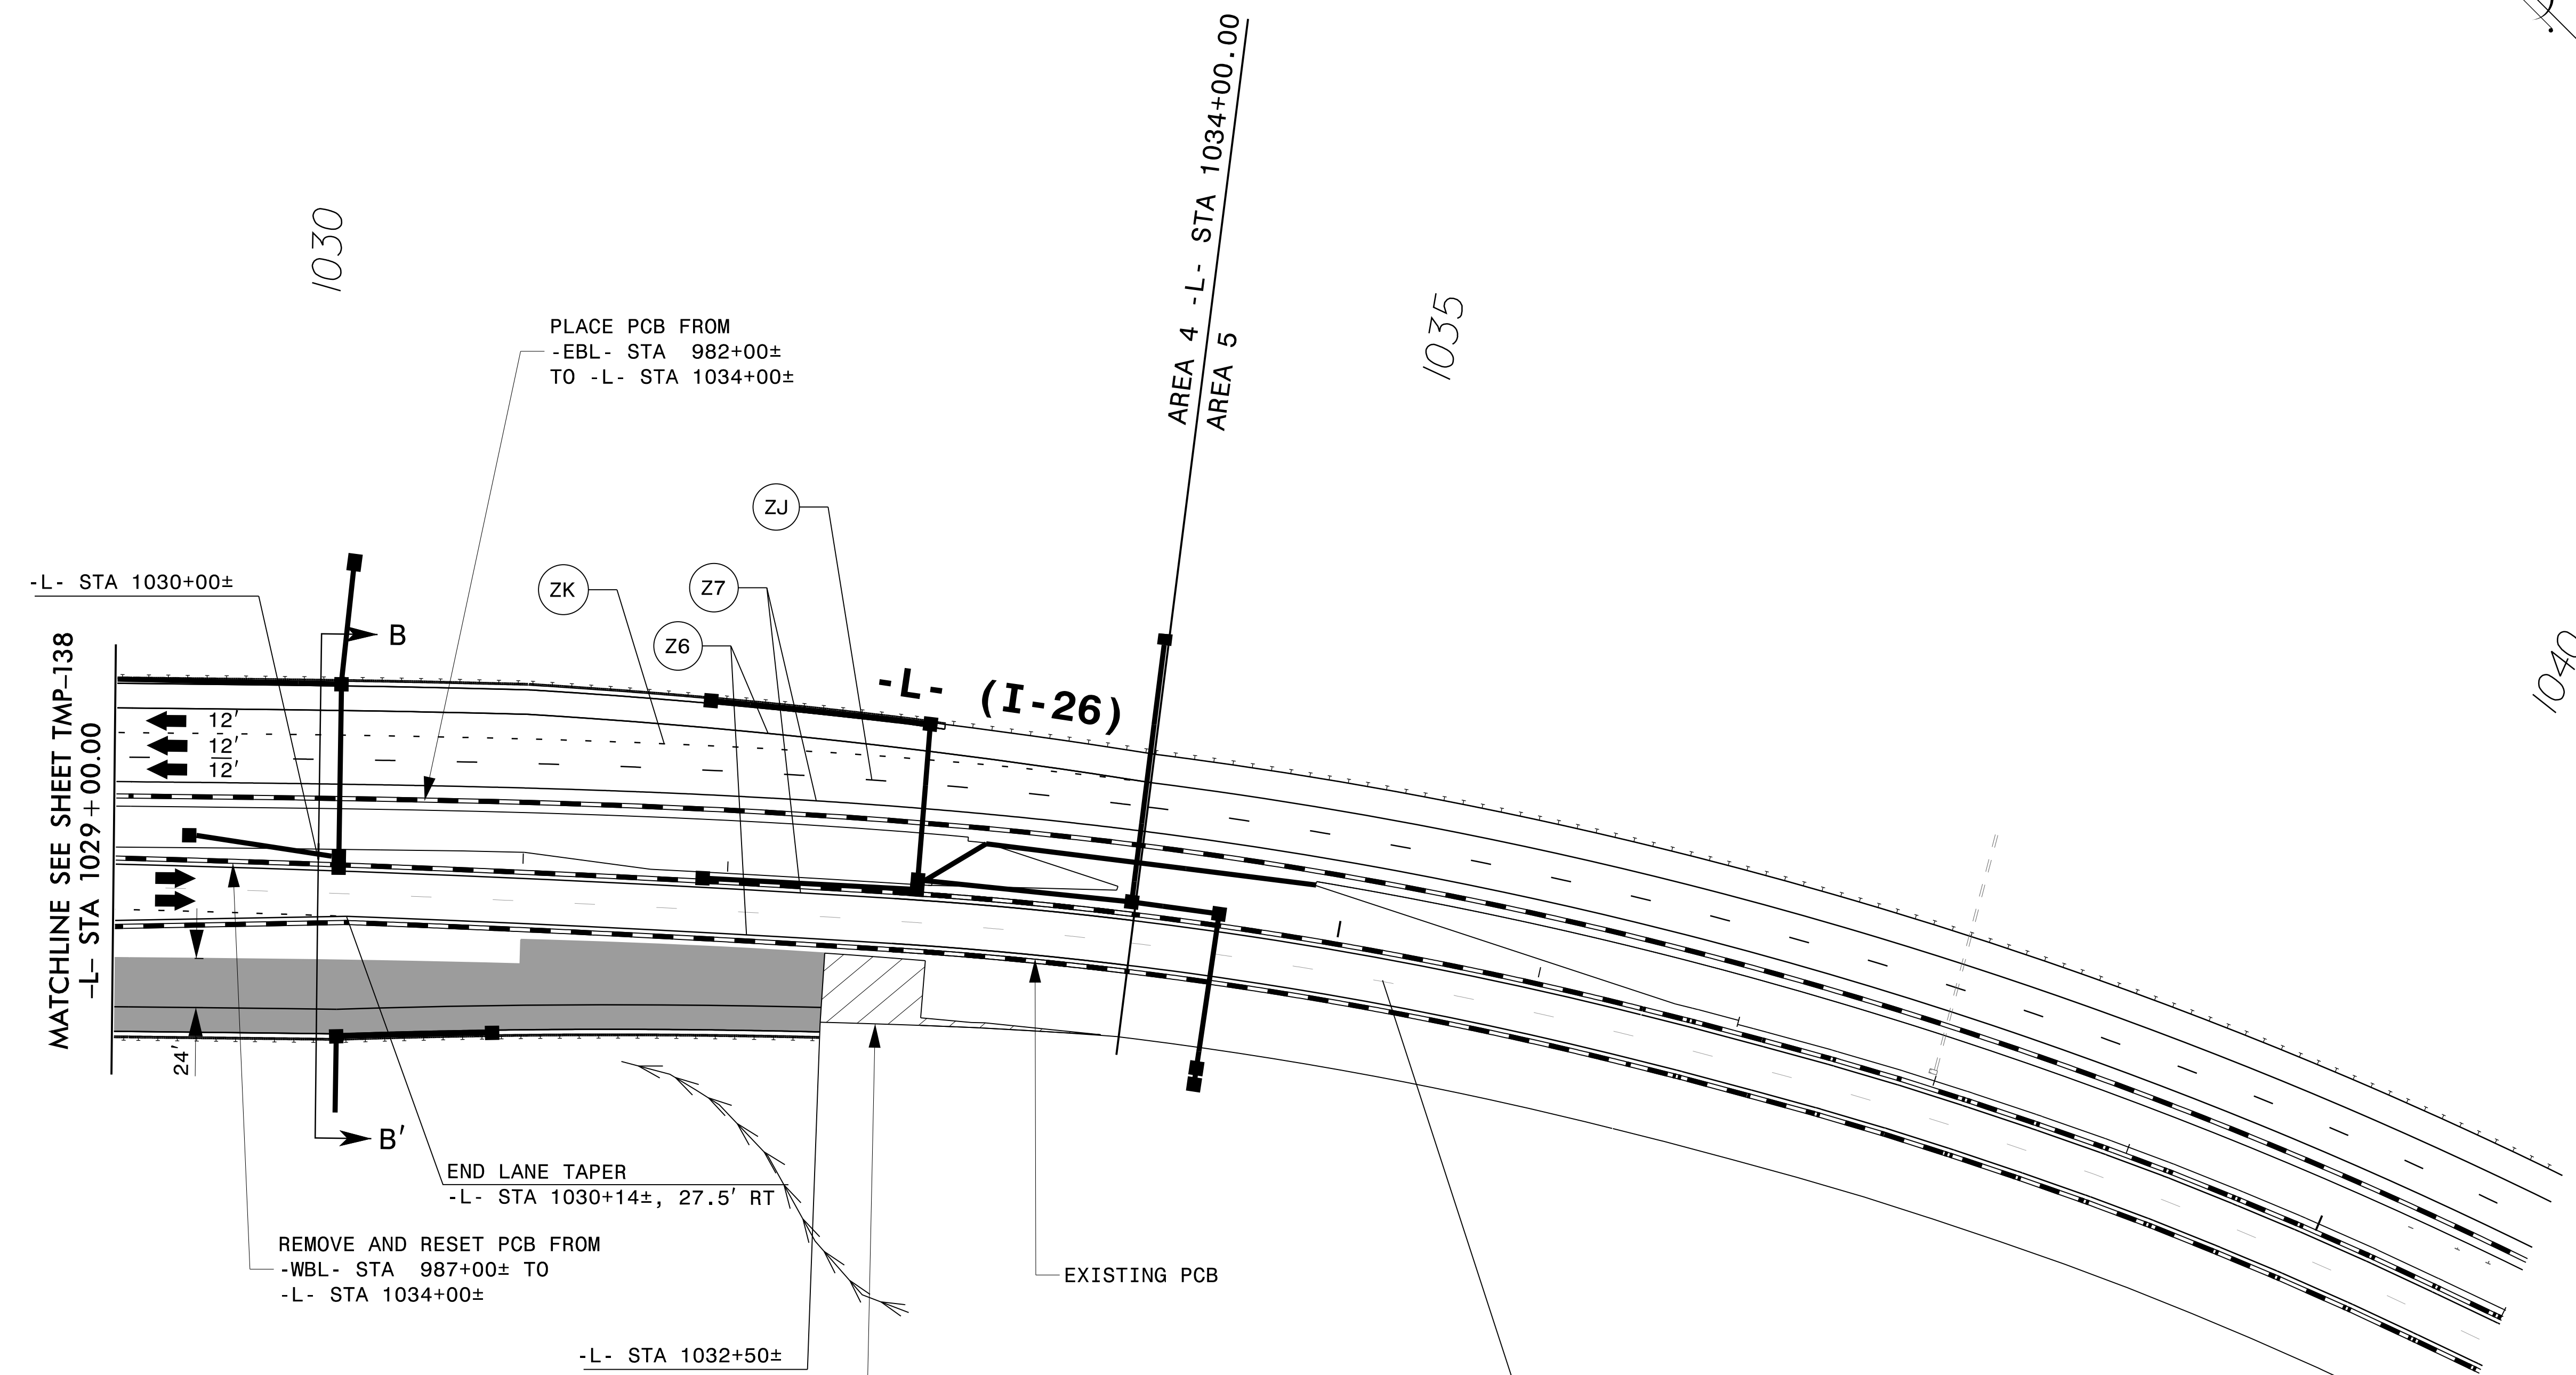 AREA 4 -L- STA 1034+00.00
AREA 5
1030
1035
1040
PLACE PCB FROM
-EBL- STA 982+00±
TO -L- STA 1034+00±
ZJ
ZK
Z7
Z6
-L- STA 1030+00±
B
-L- (I-26)
MATCHLINE SEE SHEET TMP-138
-L- STA 1029+00.00
12'
12'
12'
24'
B'
END LANE TAPER
-L- STA 1030+14±, 27.5' RT
REMOVE AND RESET PCB FROM
-WBL- STA 987+00± TO
-L- STA 1034+00±
EXISTING PCB
-L- STA 1032+50±